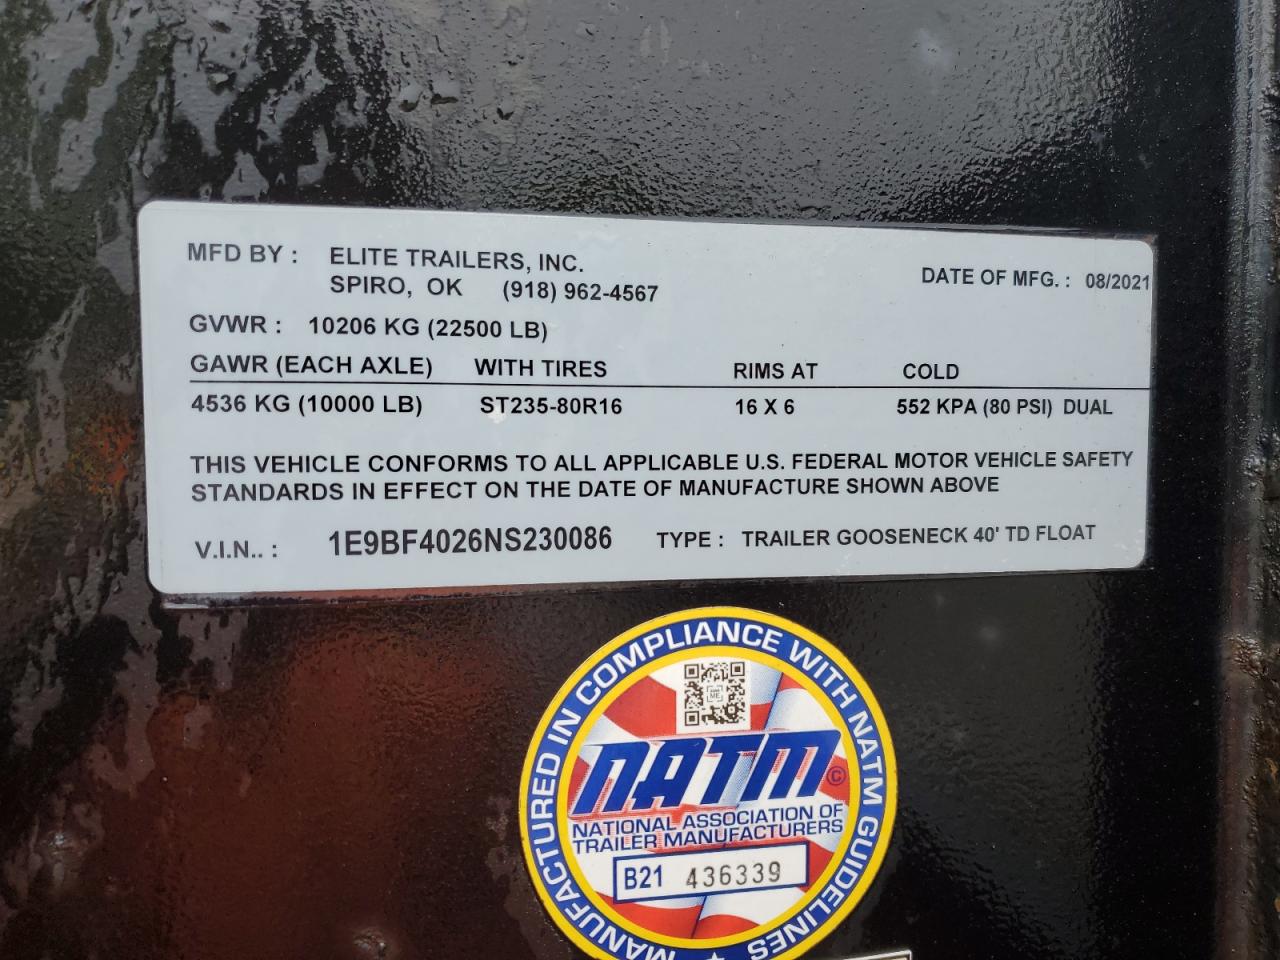 MFD BY : ELITE TRAILERS, INC.
SPIRO, OK (918) 962-4567
DATE OF MFG. : 08/2021
GVWR : 10206 KG (22500 LB)
GAWR (EACH AXLE) WITH TIRES RIMS AT COLD
4536 KG (10000 LB) ST235-80R16 16 X 6 552 KPA (80 PSI) DUAL
THIS VEHICLE CONFORMS TO ALL APPLICABLE U.S. FEDERAL MOTOR VEHICLE SAFETY
STANDARDS IN EFFECT ON THE DATE OF MANUFACTURE SHOWN ABOVE
V.I.N.. : 1E9BF4026NS230086 TYPE : TRAILER GOOSENECK 40' TD FLOAT
MANUFACTURED IN COMPLIANCE WITH NATM GUIDELINES
NATM ©
NATIONAL ASSOCIATION OF
TRAILER MANUFACTURERS
B21 436339